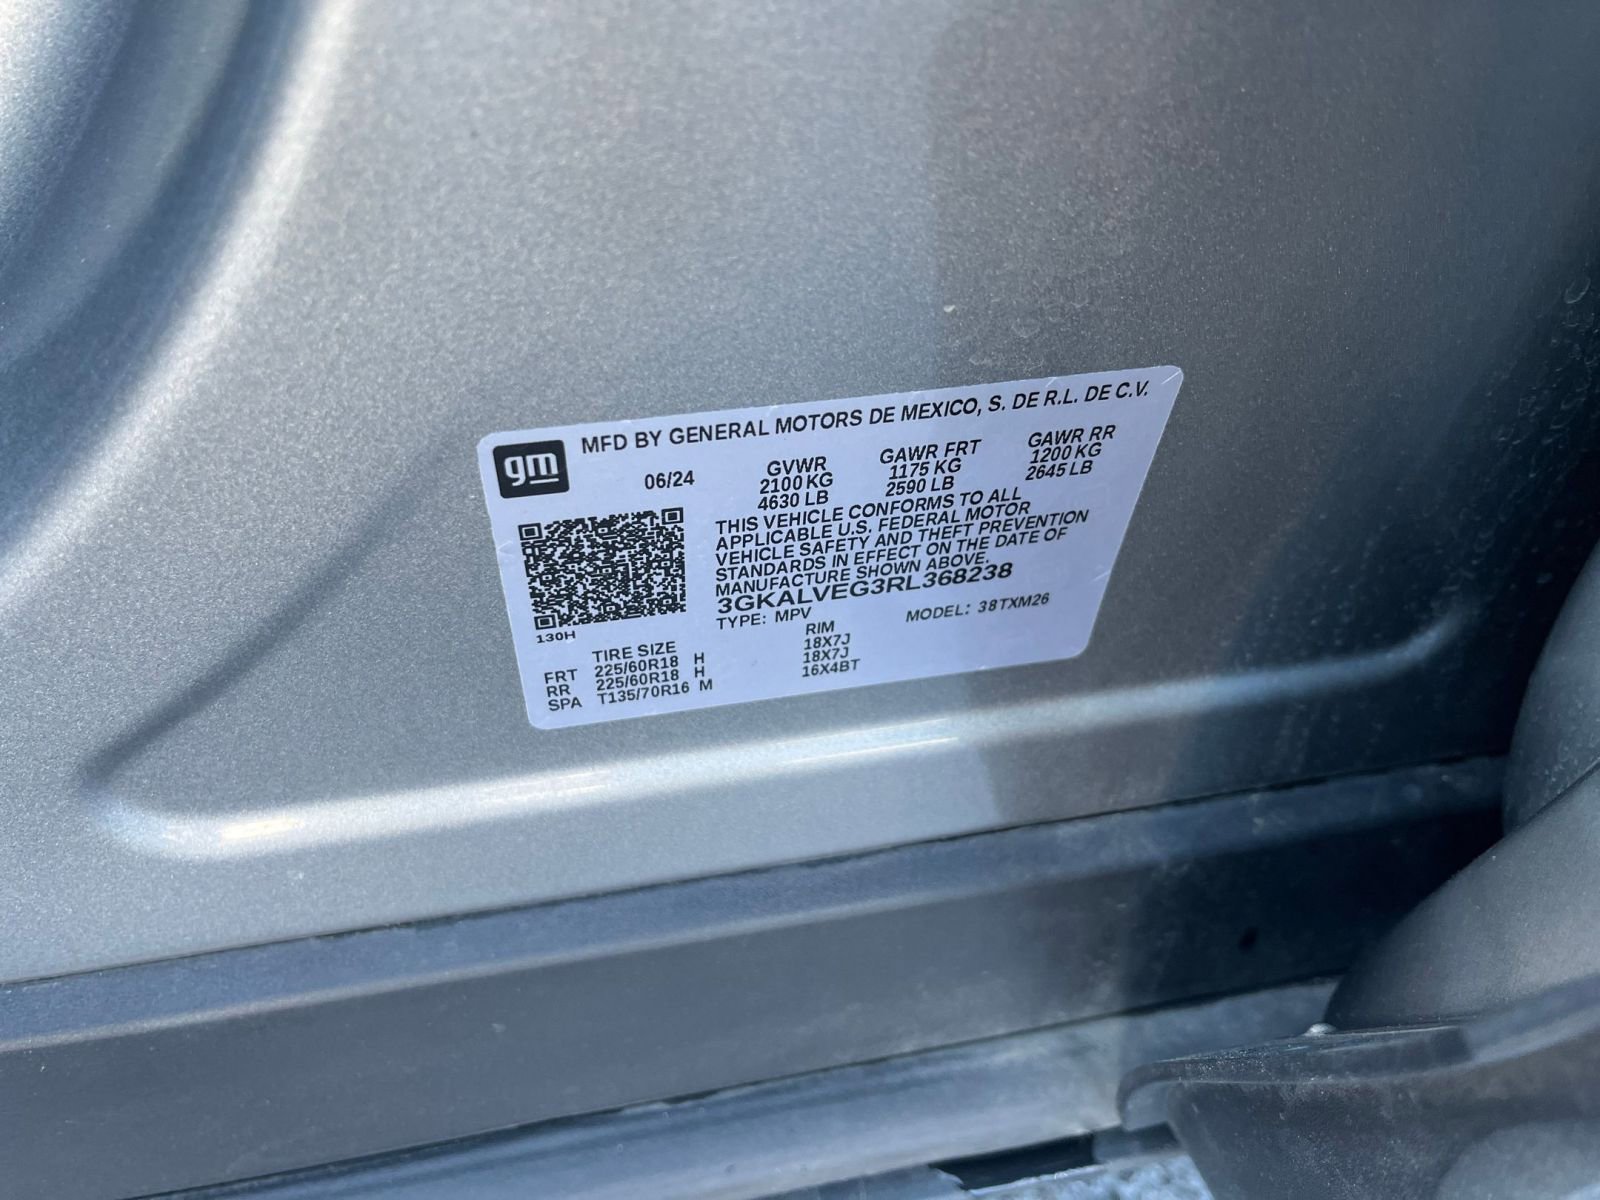 gm
MFD BY GENERAL MOTORS DE MEXICO, S. DE R.L. DE C.V.
06/24
GVWR
2100 KG
4630 LB
GAWR FRT
1175 KG
2590 LB
GAWR RR
1200 KG
2645 LB
THIS VEHICLE CONFORMS TO ALL
APPLICABLE U.S. FEDERAL MOTOR
VEHICLE SAFETY AND THEFT PREVENTION
STANDARDS IN EFFECT ON THE DATE OF
MANUFACTURE SHOWN ABOVE.
3GKALVEG3RL368238
TYPE: MPV
MODEL: 38TXM26
130H
TIRE SIZE
RIM
FRT 225/60R18 H 18X7J
RR 225/60R18 H 18X7J
SPA T135/70R16 M 16X4BT